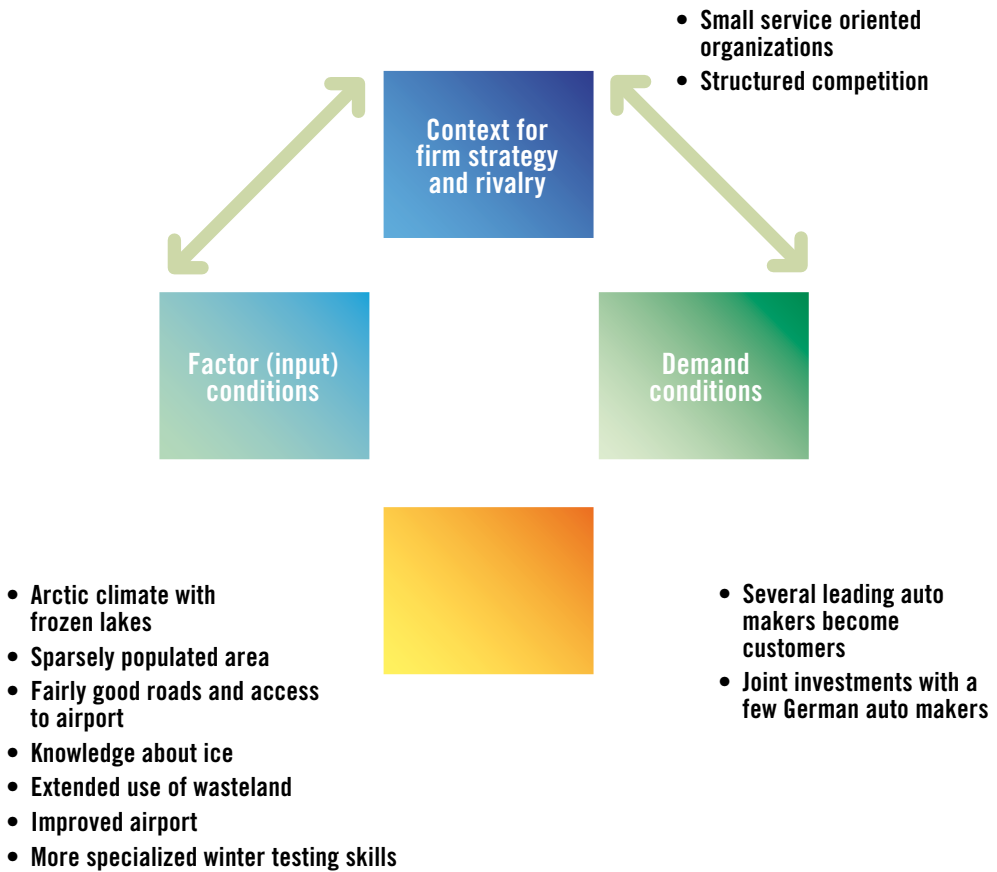 • Small service oriented
organizations
• Structured competition
Context for
firm strategy
and rivalry
Factor (input)
conditions
Demand
conditions
• Arctic climate with
frozen lakes
• Sparsely populated area
• Fairly good roads and access
to airport
• Knowledge about ice
• Extended use of wasteland
• Improved airport
• More specialized winter testing skills
• Several leading auto
makers become
customers
• Joint investments with a
few German auto makers